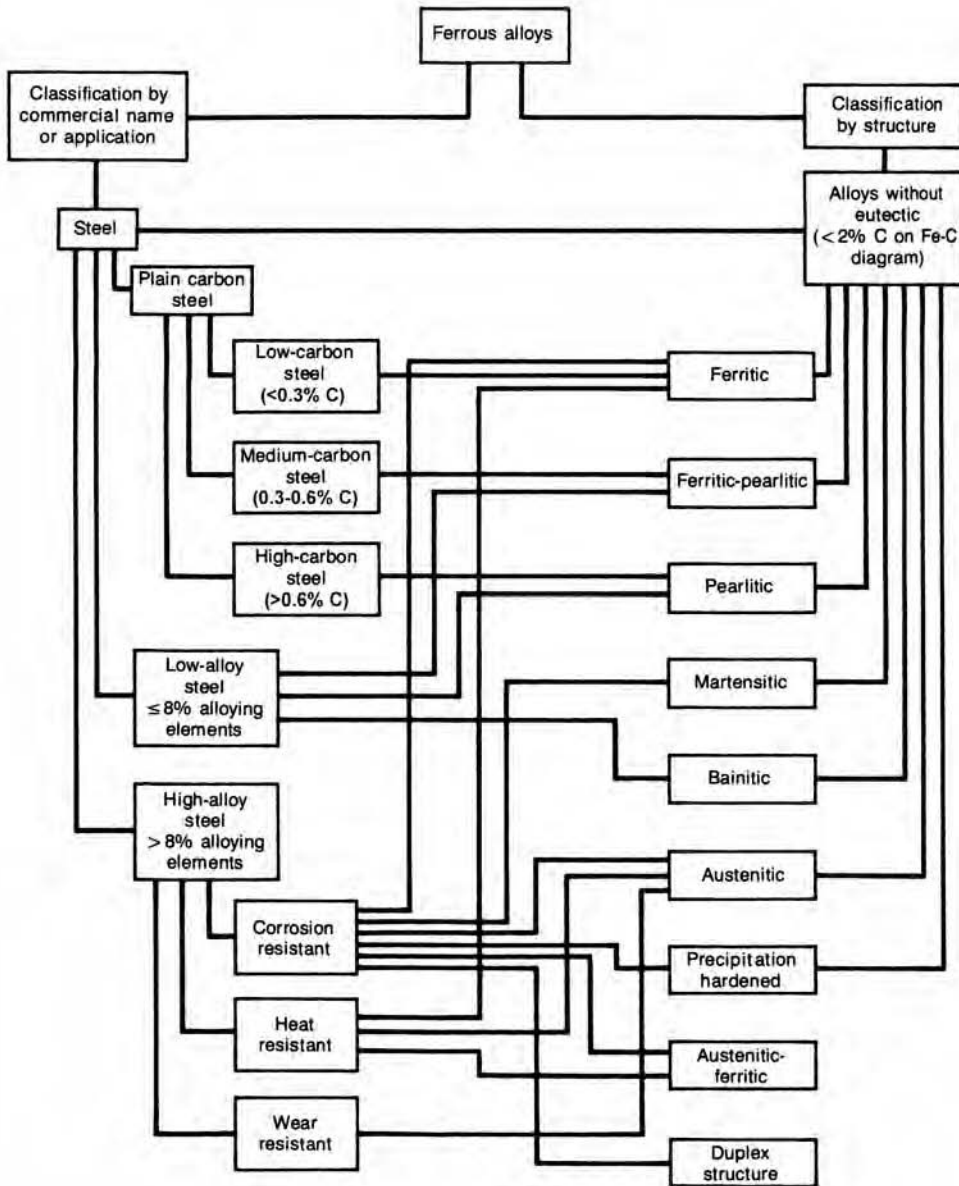 Ferrous alloys
Classification by
commercial name
or application
Classification
by structure
Steel
Alloys without
eutectic
(<2% C on Fe-C
diagram)
Plain carbon
steel
Low-carbon
steel
(<0.3% C)
Ferritic
Medium-carbon
steel
(0.3-0.6% C)
Ferritic-pearlitic
High-carbon
steel
(>0.6% C)
Pearlitic
Low-alloy
steel
≤8% alloying
elements
Martensitic
Bainitic
High-alloy
steel
>8% alloying
elements
Austenitic
Corrosion
resistant
Precipitation
hardened
Heat
resistant
Austenitic-
ferritic
Wear
resistant
Duplex
structure